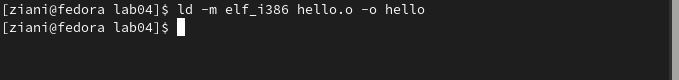 [ziani@fedora lab04]$ ld -m elf_i386 hello.o -o hello
[ziani@fedora lab04]$